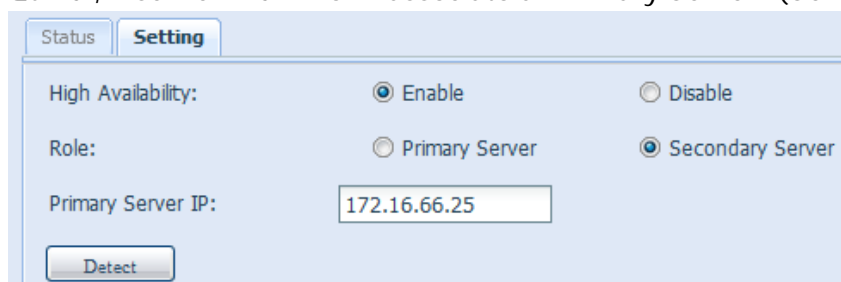 Status Setting
High Availability: Enable Disable
Role: Primary Server Secondary Server
Primary Server IP: 172.16.66.25
Detect